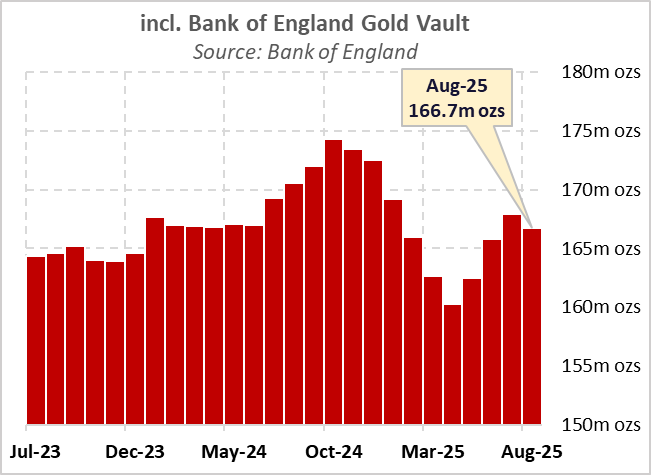 incl. Bank of England Gold Vault
Source: Bank of England
180m ozs
Aug-25
166.7m ozs
175m ozs
170m ozs
165m ozs
160m ozs
155m ozs
150m ozs
Jul-23 Dec-23 May-24 Oct-24 Mar-25 Aug-25